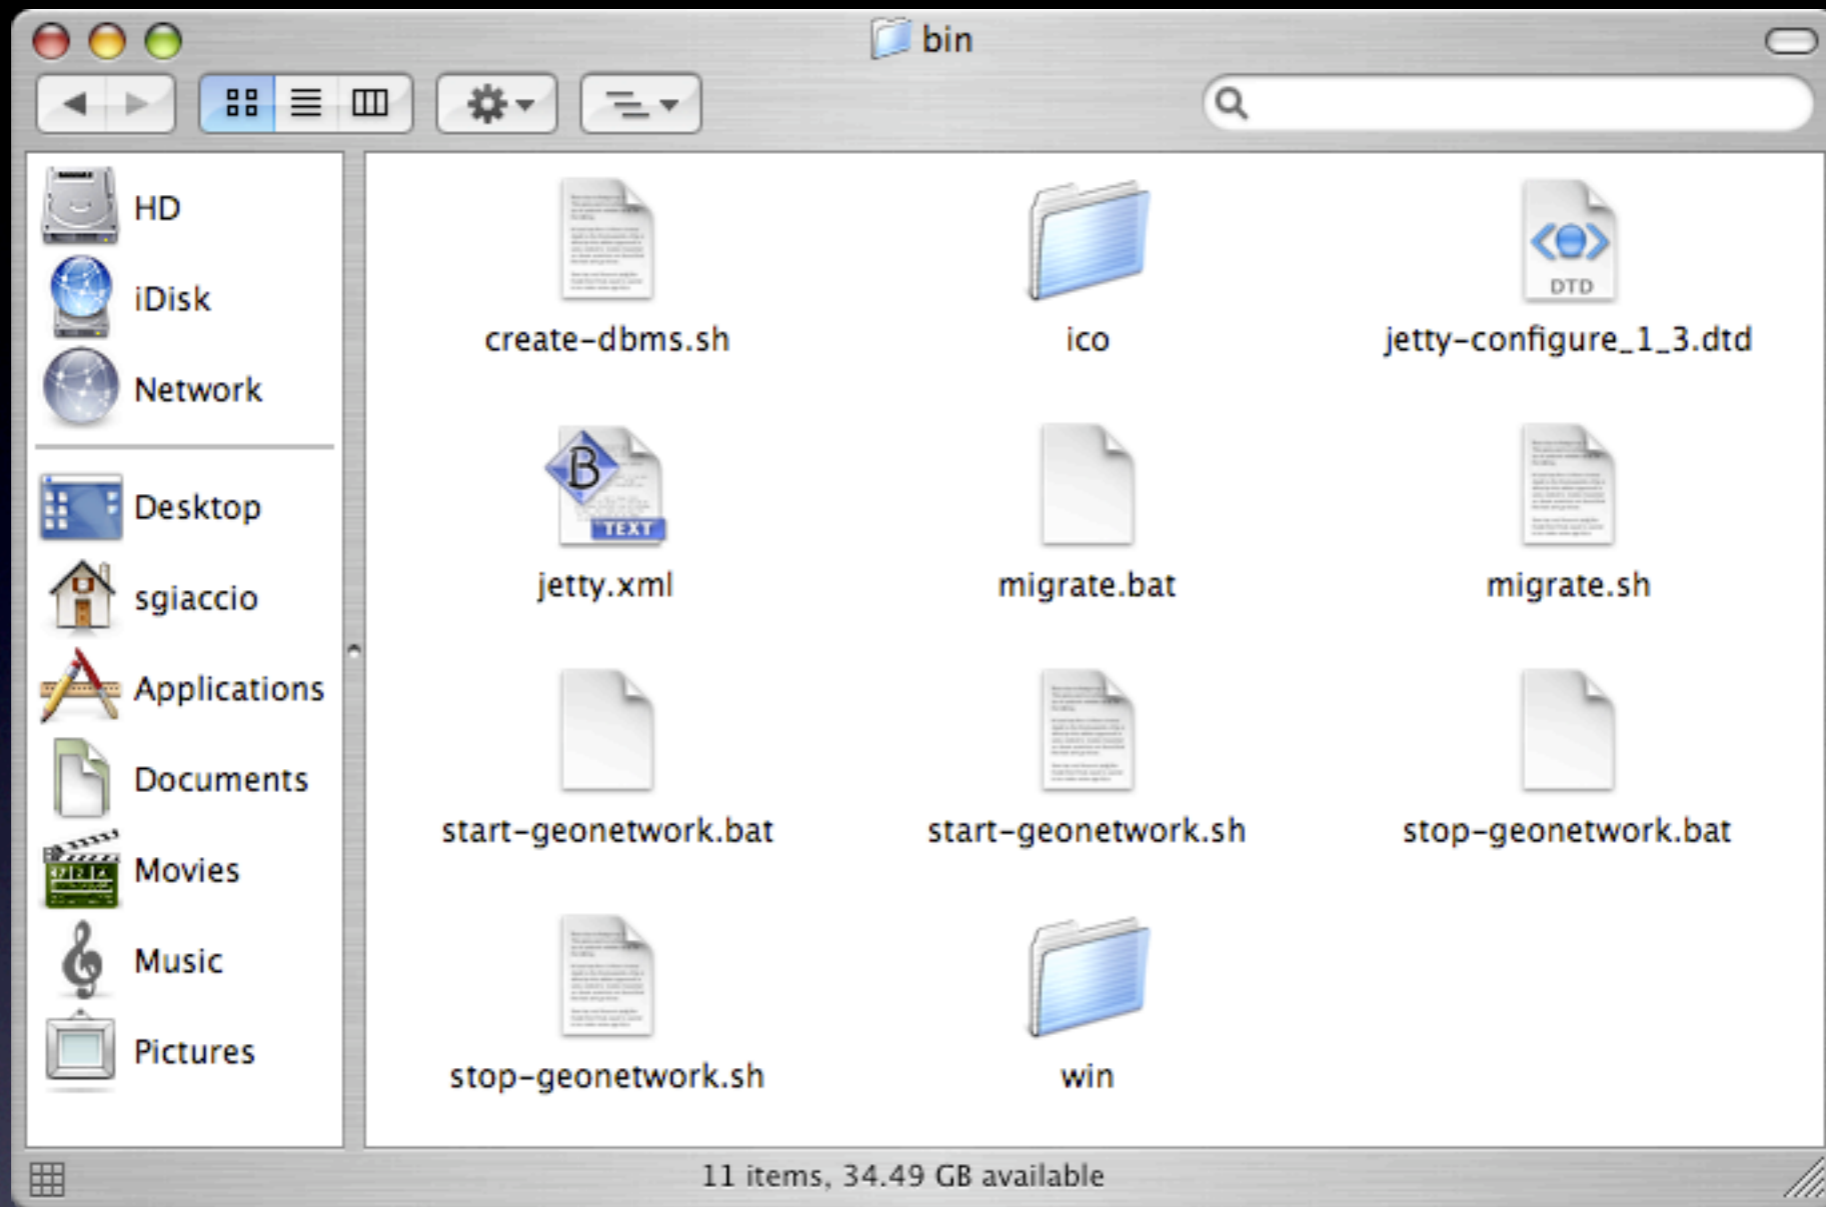 bin
HD
iDisk
Network
Desktop
sgiaccio
Applications
Documents
Movies
Music
Pictures
create-dbms.sh
ico
DTD
jetty-configure_1_3.dtd
B
TEXT
jetty.xml
migrate.bat
migrate.sh
start-geonetwork.bat
start-geonetwork.sh
stop-geonetwork.bat
stop-geonetwork.sh
win
11 items, 34.49 GB available